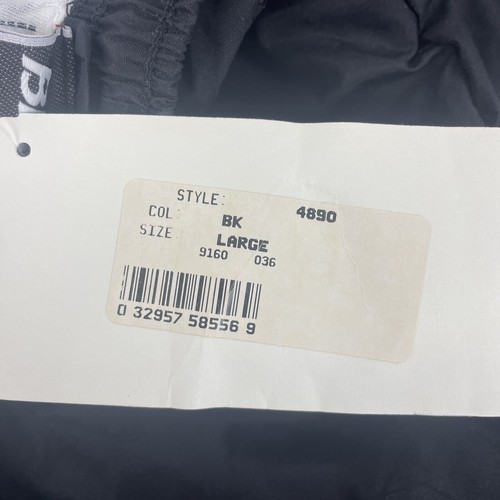 STYLE: 4890
COL: BK
SIZE: LARGE
9160 036
0 32957 58556 9